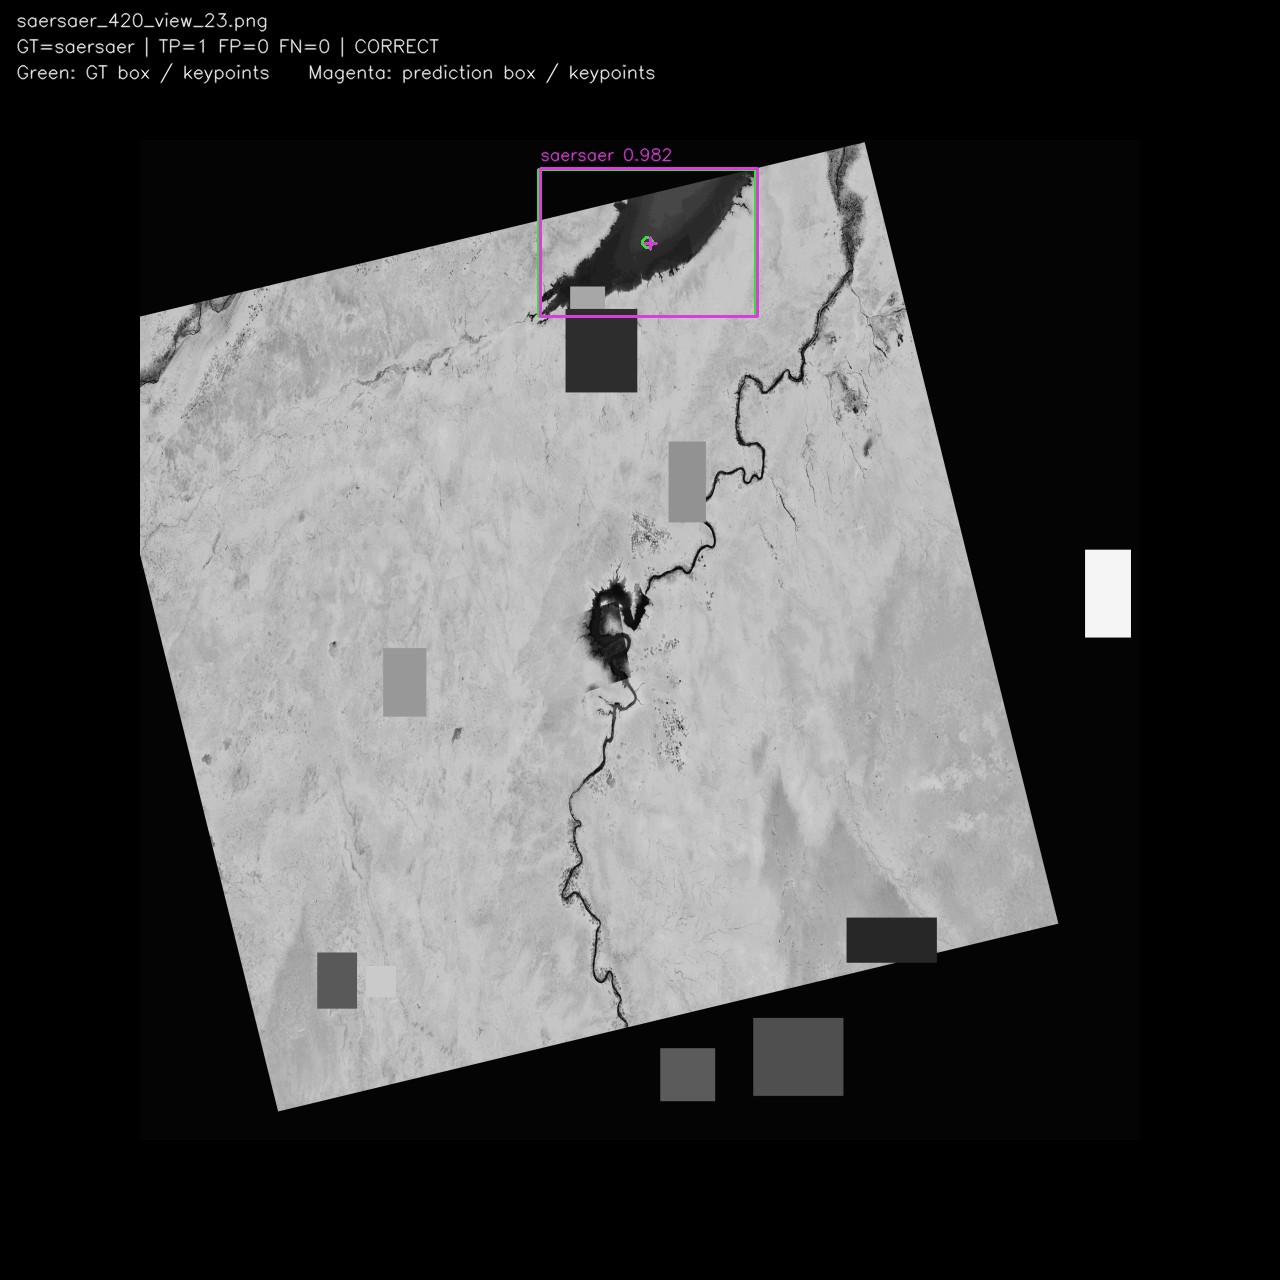 saersaer_420_view_23.png
GT=saersaer | TP=1 FP=0 FN=0 | CORRECT
Green: GT box / keypoints    Magenta: prediction box / keypoints
saersaer 0.982